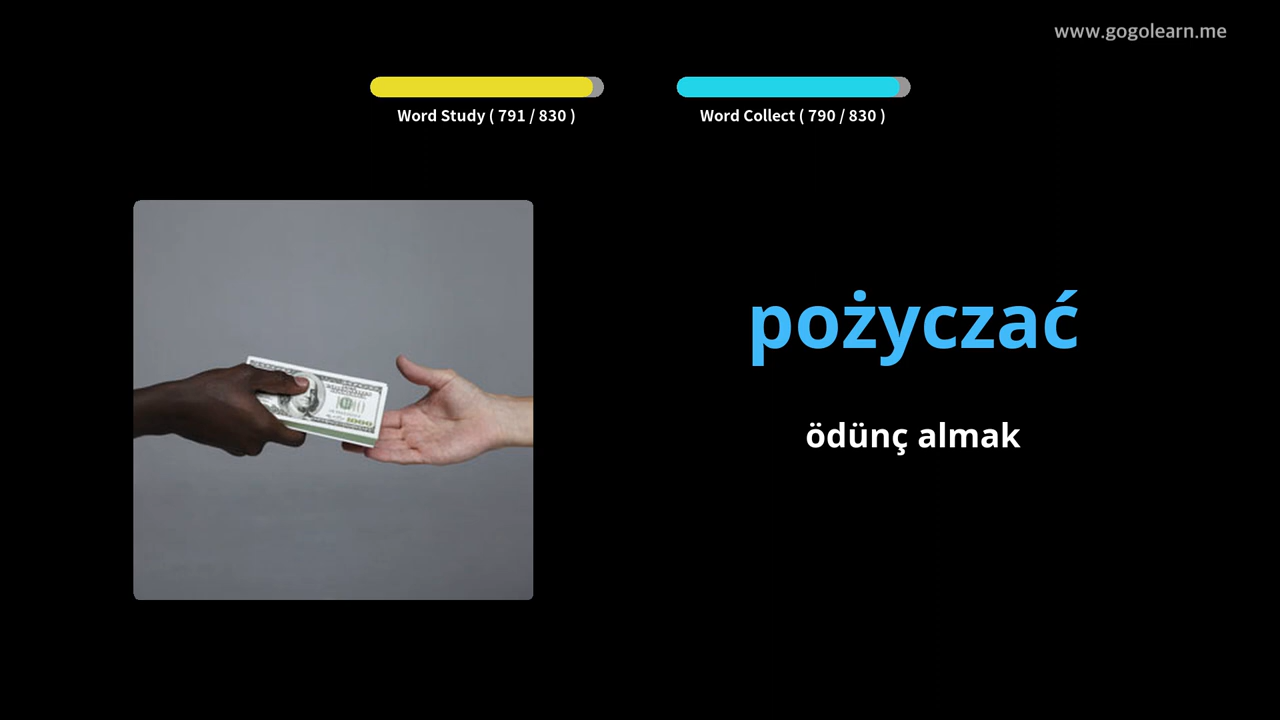 www.gogolearn.me
Word Study ( 791 / 830 )
Word Collect ( 790 / 830 )
pożyczać
ödünç almak